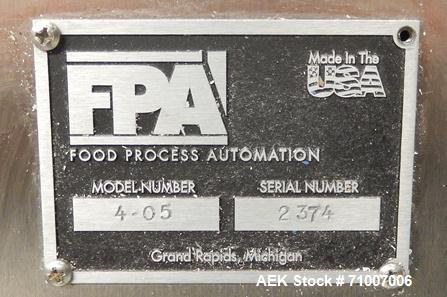 FPA
Made In The
USA
FOOD PROCESS AUTOMATION
MODEL NUMBER SERIAL NUMBER
4-05 2374
Grand Rapids, Michigan
AEK Stock # 71007006